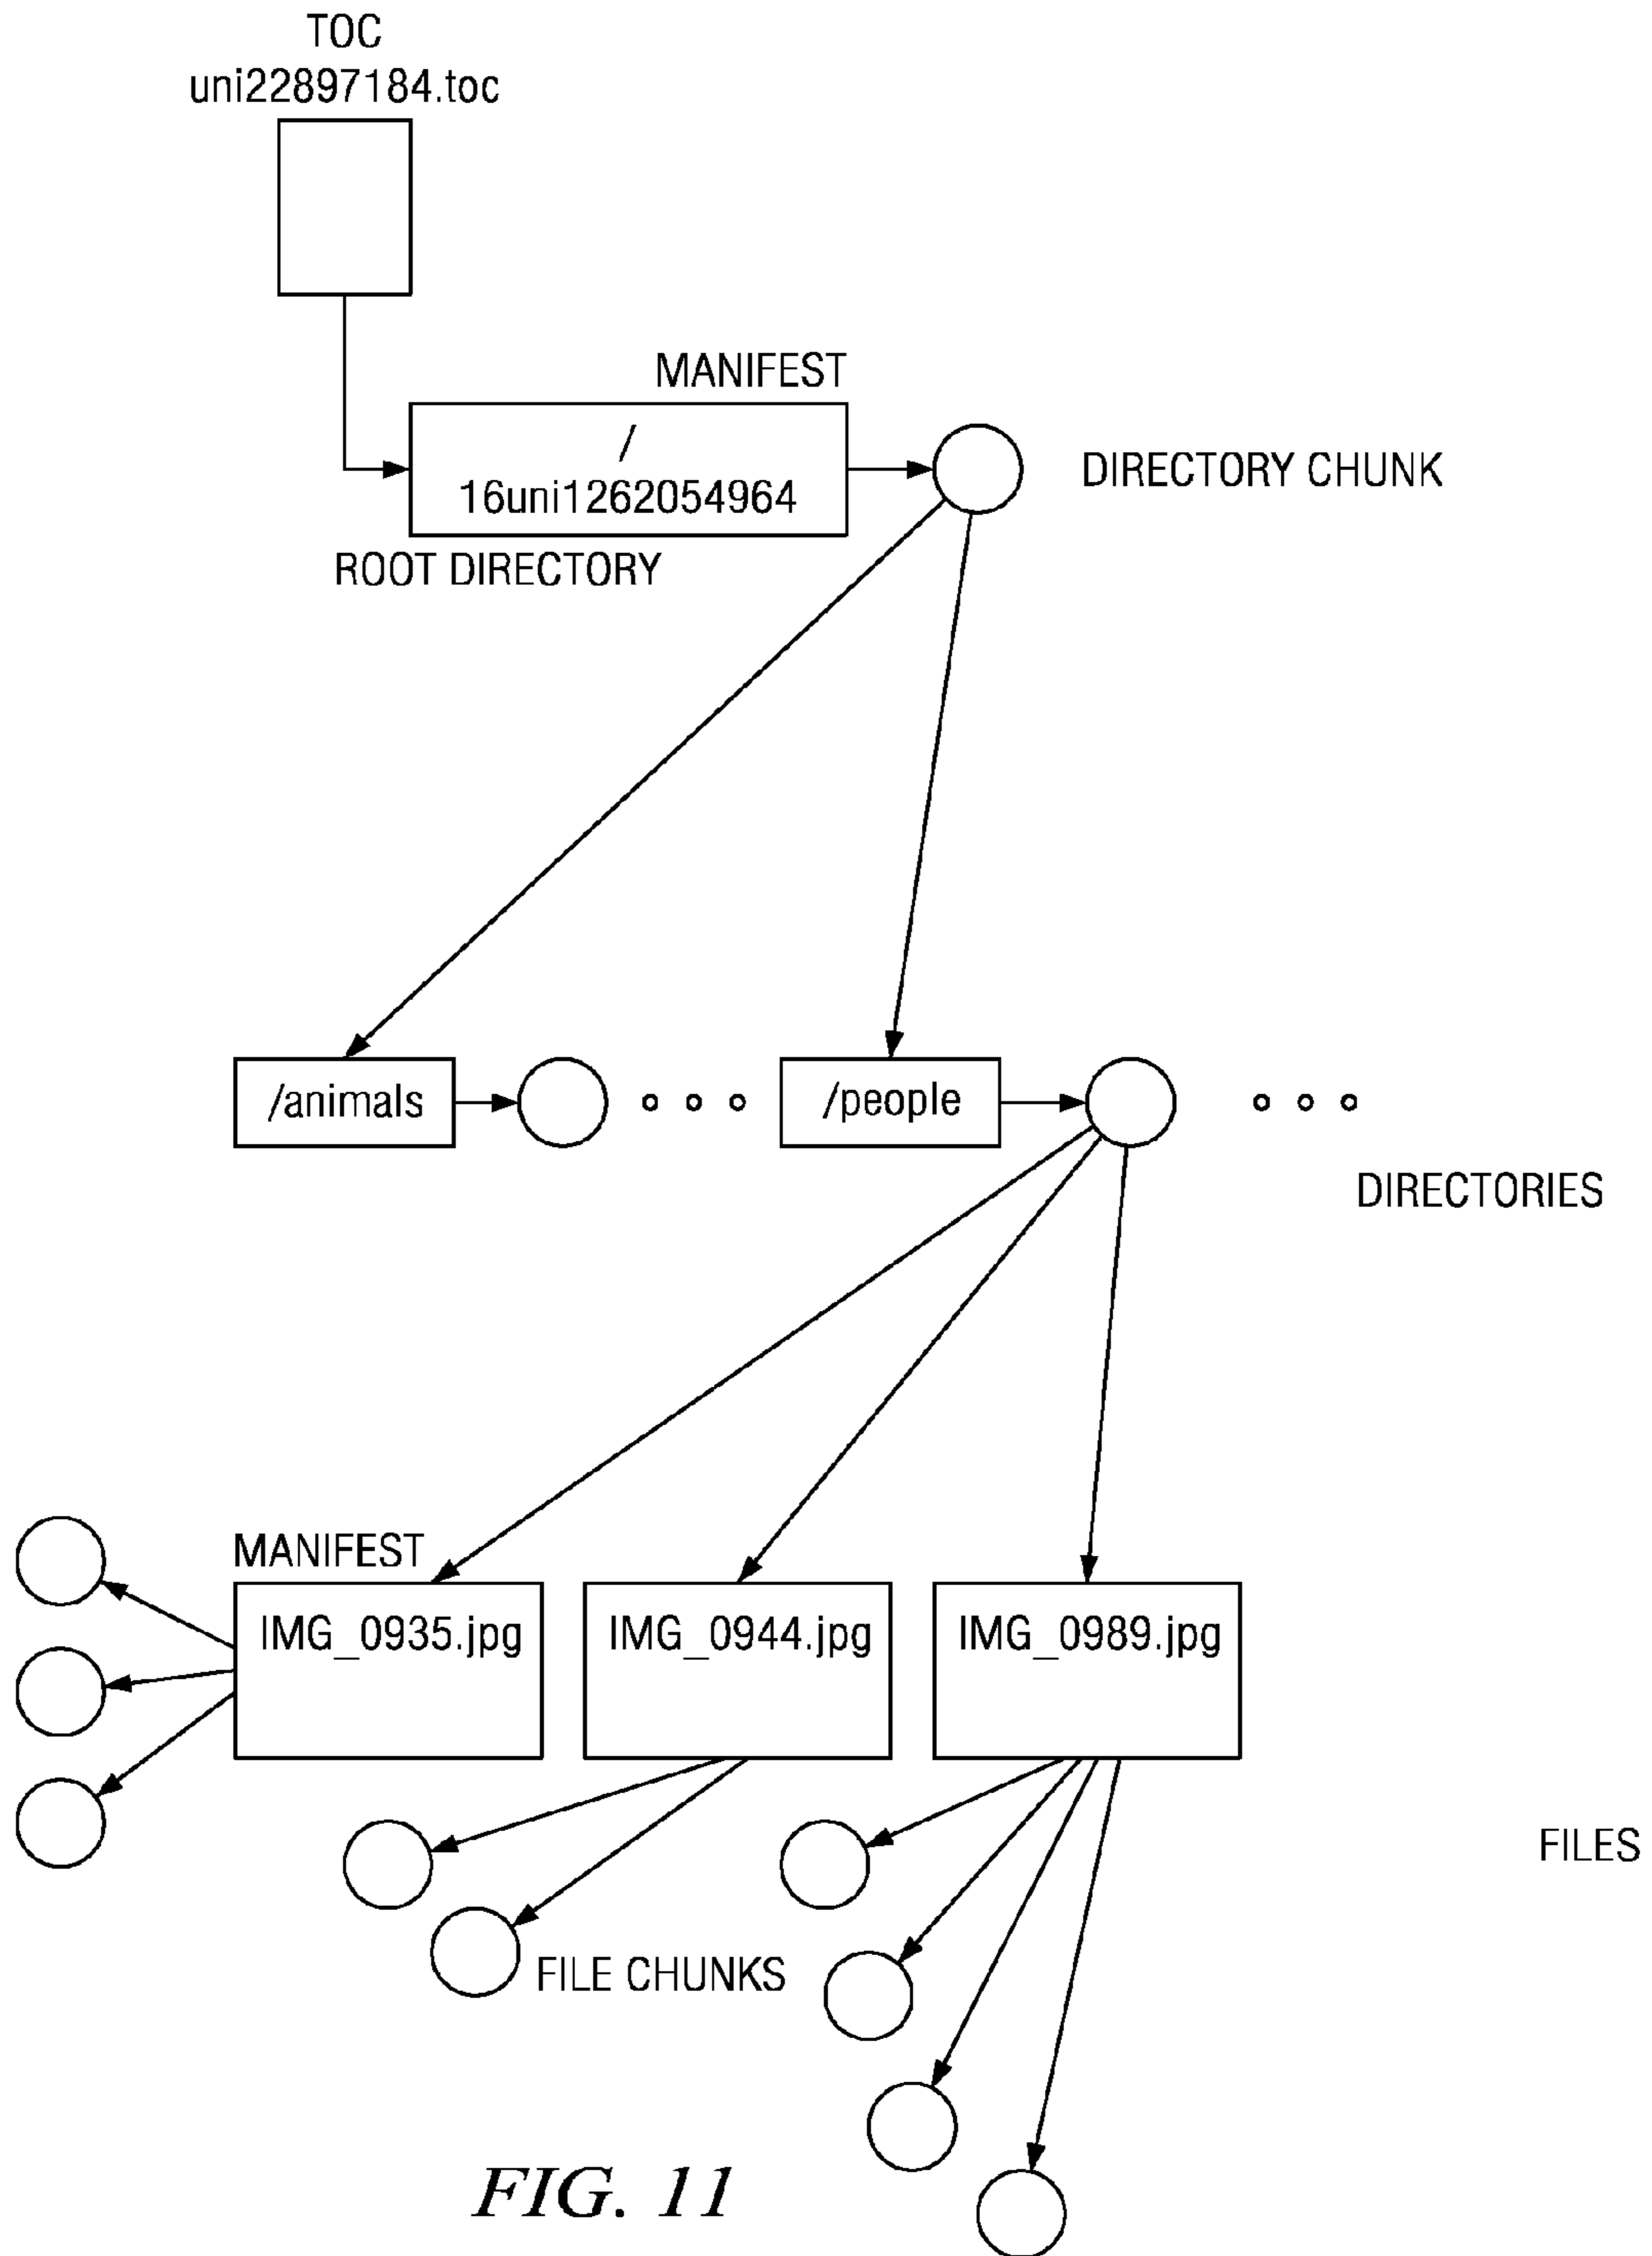 TOC
uni22897184.toc
MANIFEST
/
16uni1262054964
DIRECTORY CHUNK
ROOT DIRECTORY
/animals
/people
DIRECTORIES
MANIFEST
IMG_0935.jpg
IMG_0944.jpg
IMG_0989.jpg
FILES
FILE CHUNKS
FIG. 11